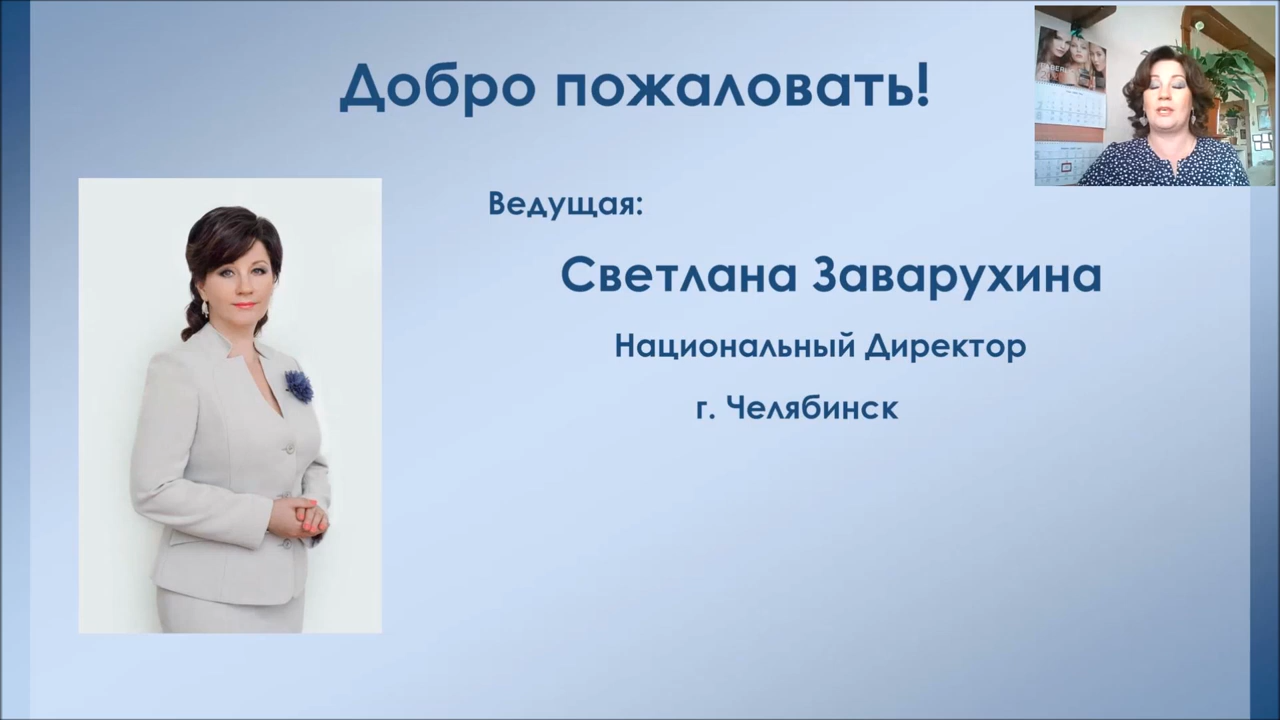 Добро пожаловать!
Ведущая:
Светлана Заварухина
Национальный Директор
г. Челябинск